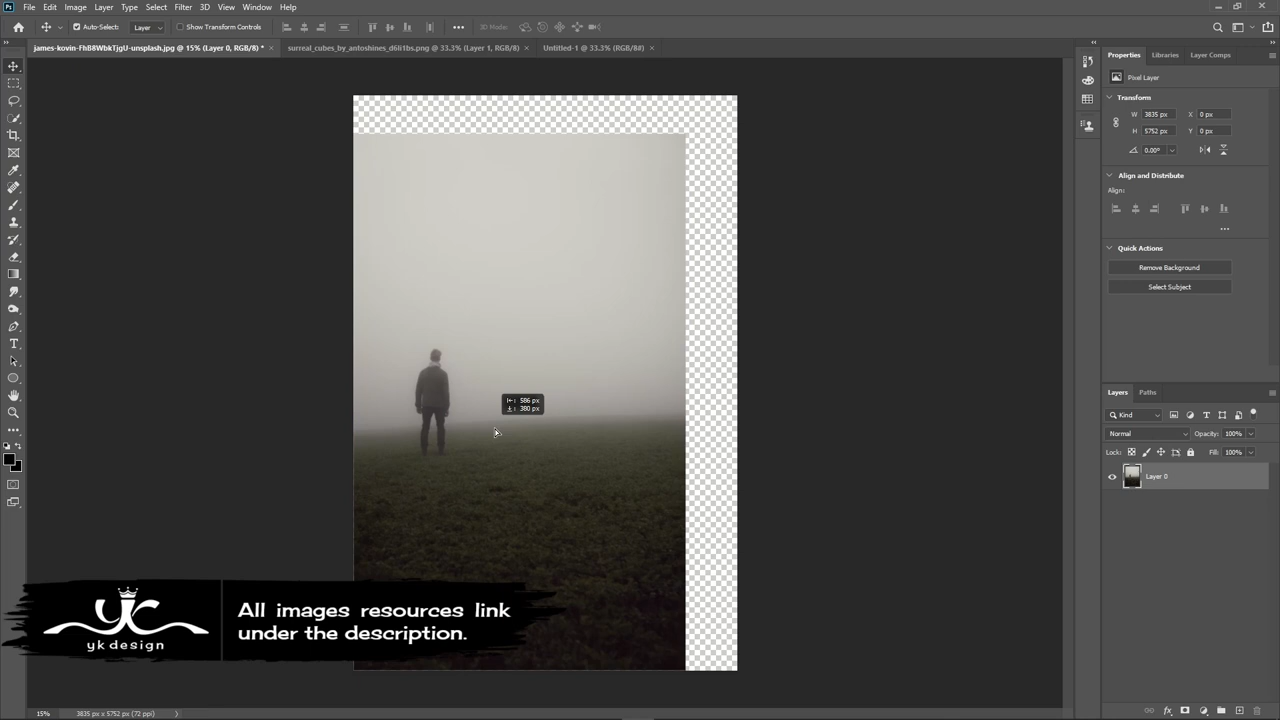 Ps File Edit Image Layer Type Select Filter 3D View Window Help
Auto-Select: Layer Show Transform Controls 3D Mode:
james-kovin-FhB8WbkTjgU-unsplash.jpg @ 15% (Layer 0, RGB/8) * × surreal_cubes_by_antoshines_d6li1bs.png @ 33.3% (Layer 1, RGB/8) × Untitled-1 @ 33.3% (RGB/8#) ×
Properties Libraries Layer Comps
Pixel Layer
Transform
W 3835 px X 0 px
H 5752 px Y 0 px
0.00°
Align and Distribute
Align:
Quick Actions
Remove Background
Select Subject
586 px
380 px
Layers Paths
Kind
Normal Opacity: 100%
Lock: Fill: 100%
Layer 0
yk design
All images resources link
under the description.
15% 3835 px x 5752 px (72 ppi)